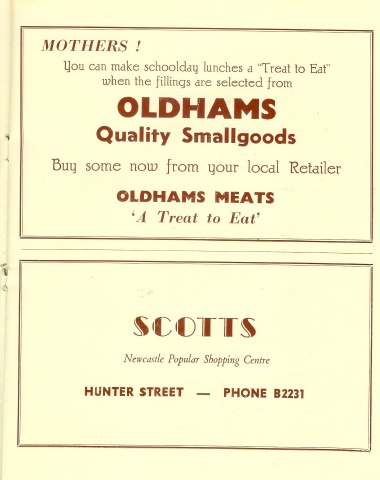 MOTHERS !
You can make schoolday lunches a "Treat to Eat"
when the fillings are selected from
OLDHAMS
Quality Smallgoods
Buy some now from your local Retailer
OLDHAMS MEATS
'A Treat to Eat'
SCOTTS
Newcastle Popular Shopping Centre
HUNTER STREET — PHONE B2231